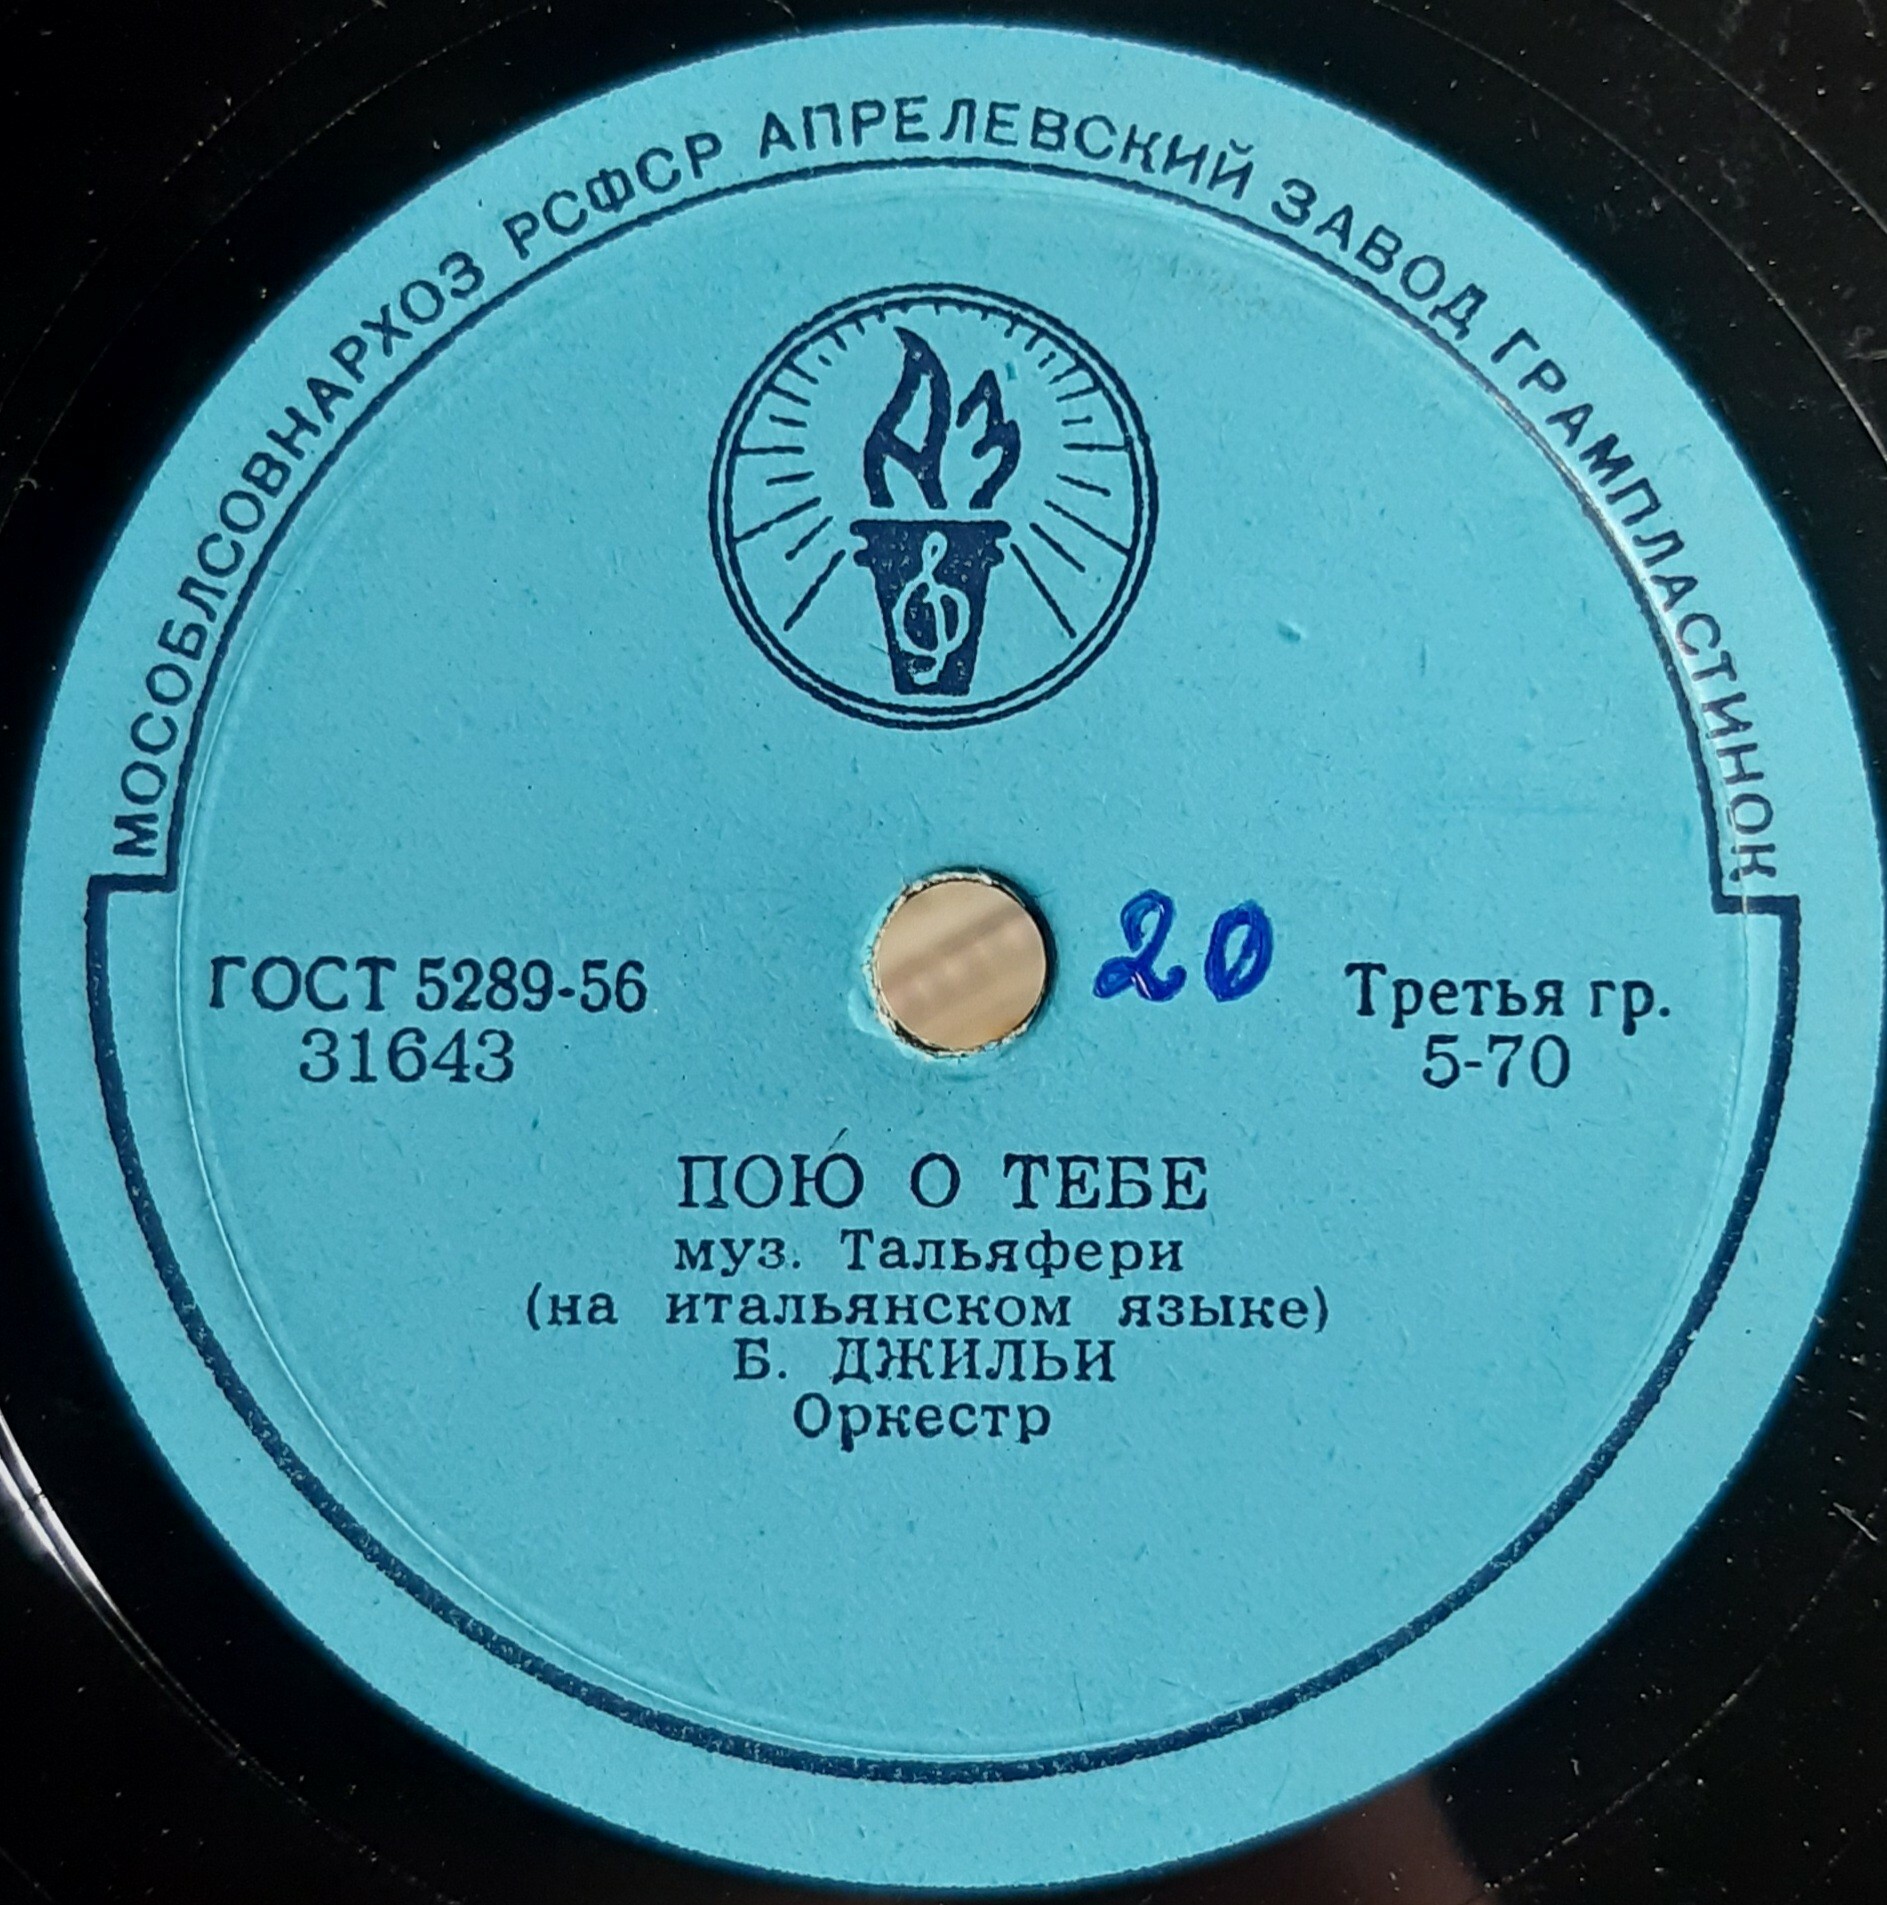 МОСОБЛСОВНАРХОЗ РСФСР АПРЕЛЕВСКИЙ ЗАВОД ГРАМПЛАСТИНОК
АЗ
20
ГОСТ 5289-56
31643
Третья гр.
5-70
ПОЮ́ О ТЕБЕ
муз. Тальяфери
(на итальянском языке)
Б. ДЖИЛЬИ
Оркестр